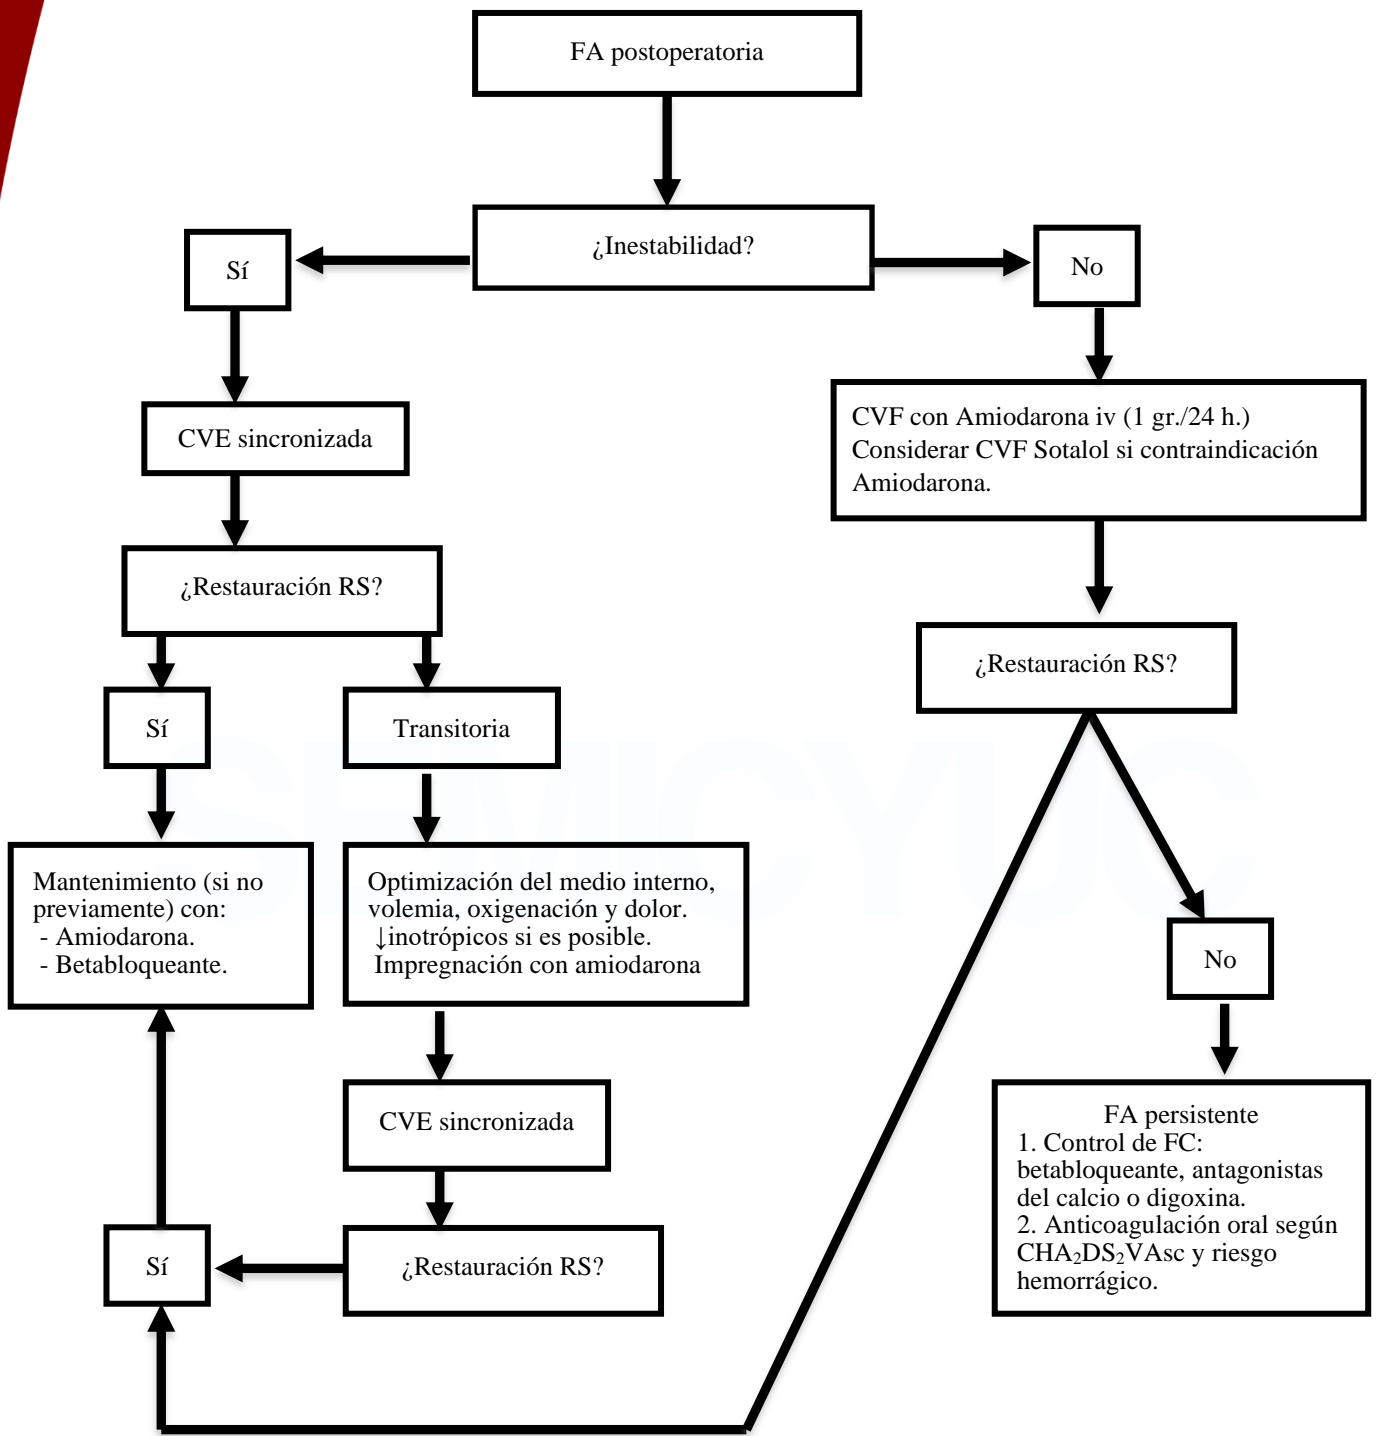 FA postoperatoria
¿Inestabilidad?
Sí
No
CVE sincronizada
CVF con Amiodarona iv (1 gr./24 h.)
Considerar CVF Sotalol si contraindicación
Amiodarona.
¿Restauración RS?
¿Restauración RS?
Sí
Transitoria
Mantenimiento (si no
previamente) con:
- Amiodarona.
- Betabloqueante.
Optimización del medio interno,
volemia, oxigenación y dolor.
↓inotrópicos si es posible.
Impregnación con amiodarona
No
CVE sincronizada
FA persistente
1. Control de FC:
betabloqueante, antagonistas
del calcio o digoxina.
2. Anticoagulación oral según
CHA₂DS₂VAsc y riesgo
hemorrágico.
Sí
¿Restauración RS?
SEMICYUC